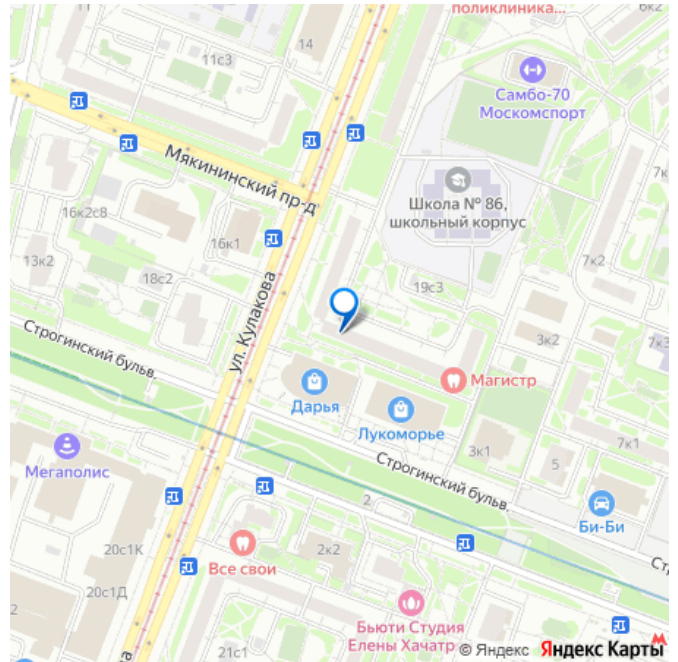 поликлиника...
6к2
14
11с3
Самбо-70
Москомспорт
Мякининский пр-д
Школа № 86,
школьный корпус
16к2с8
16к1
7к2
13к2
18с2
19с3
ул. Кулакова
Строгинский бульв.
3к2
7к3
Магистр
Дарья
Лукоморье
Мегаполис
3к1
7к1
5
Строгинский бульв.
2
Би-Би
20с1К
Все свои
2к2
20с1Д
2
Бьюти Студия
Елены Хачатр...
21с1
© Яндекс Яндекс Карты